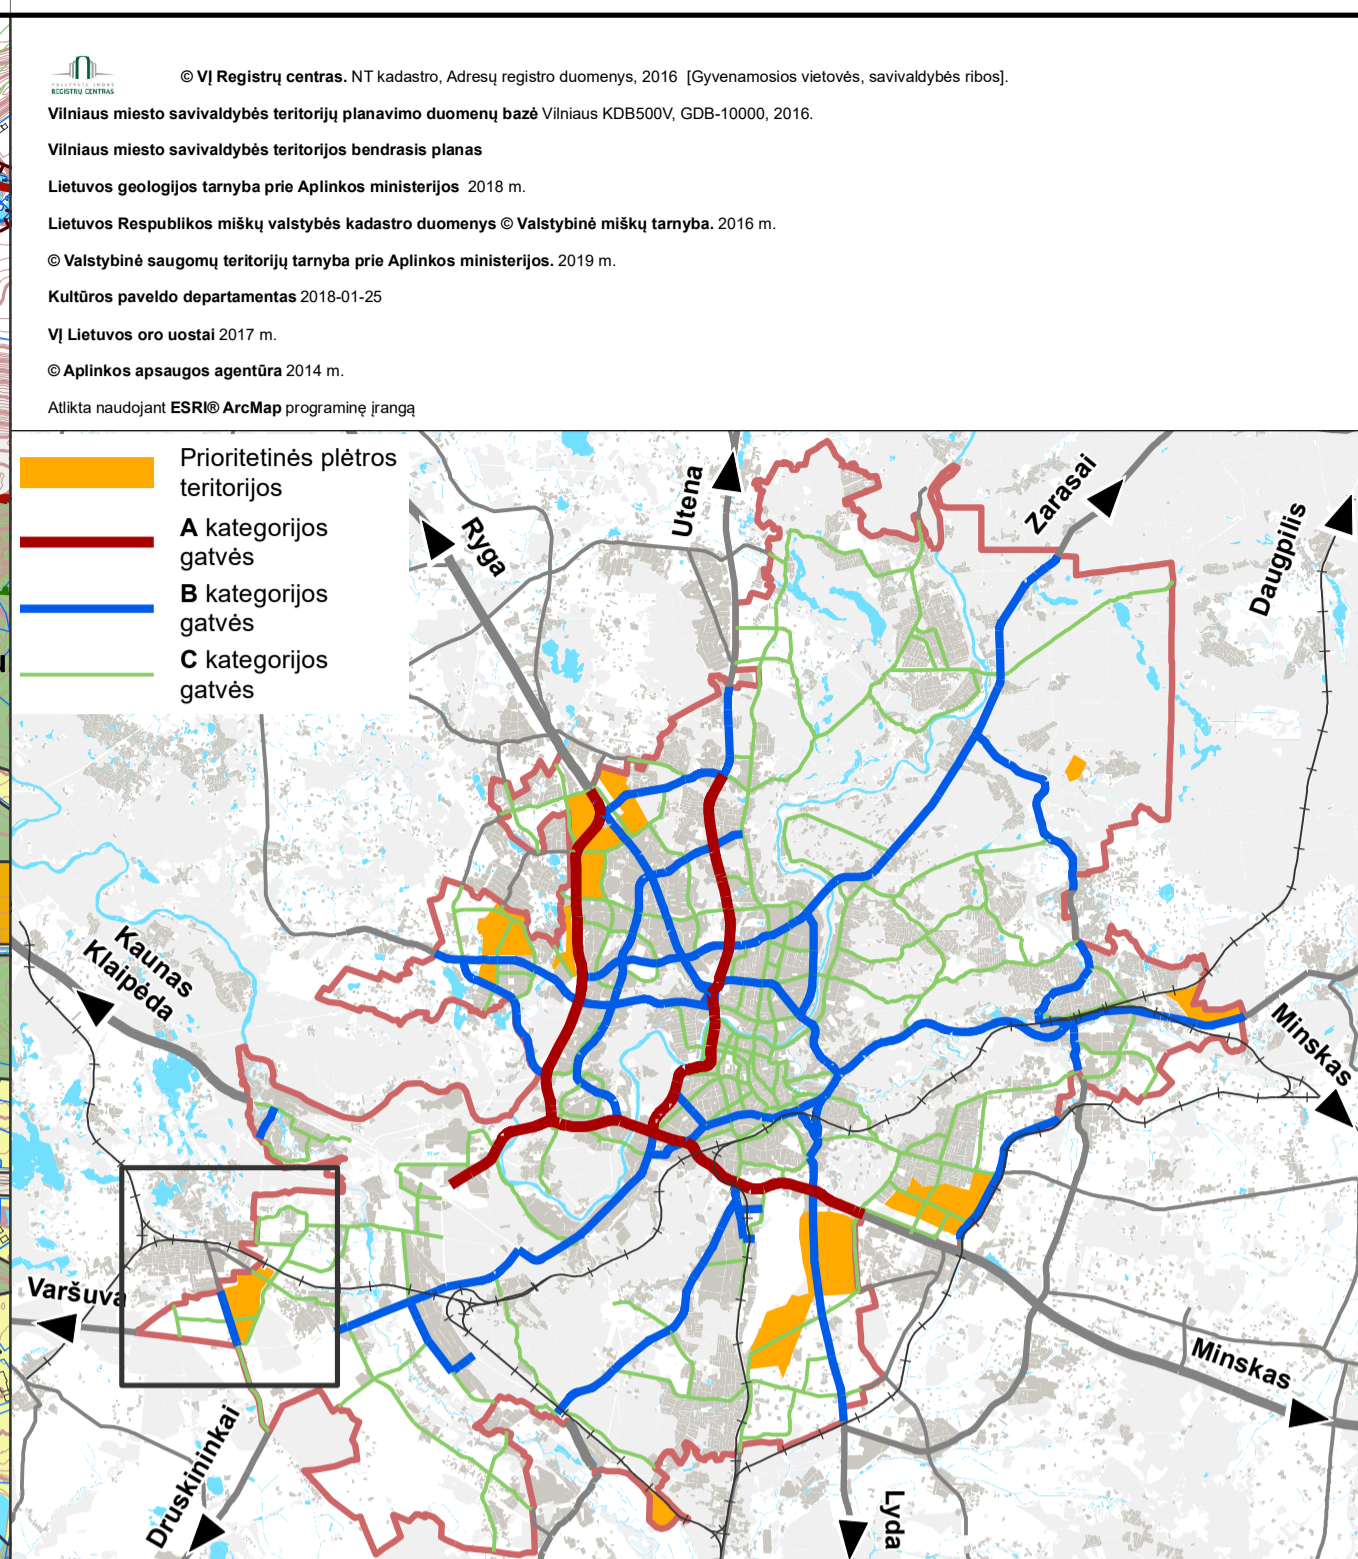 VALSTYBĖS ĮMONĖ
REGISTRŲ CENTRAS
© VĮ Registrų centras. NT kadastro, Adresų registro duomenys, 2016 [Gyvenamosios vietovės, savivaldybės ribos].
Vilniaus miesto savivaldybės teritorijų planavimo duomenų bazė Vilniaus KDB500V, GDB-10000, 2016.
Vilniaus miesto savivaldybės teritorijos bendrasis planas
Lietuvos geologijos tarnyba prie Aplinkos ministerijos 2018 m.
Lietuvos Respublikos miškų valstybės kadastro duomenys © Valstybinė miškų tarnyba. 2016 m.
© Valstybinė saugomų teritorijų tarnyba prie Aplinkos ministerijos. 2019 m.
Kultūros paveldo departamentas 2018-01-25
VĮ Lietuvos oro uostai 2017 m.
© Aplinkos apsaugos agentūra 2014 m.
Atlikta naudojant ESRI® ArcMap programinę įrangą
Prioritetinės plėtros
teritorijos
A kategorijos
gatvės
B kategorijos
gatvės
C kategorijos
gatvės
Ryga
Utena
Zarasai
Daugpilis
Kaunas
Klaipėda
Minskas
Varšuva
Minskas
Druskininkai
Lyda